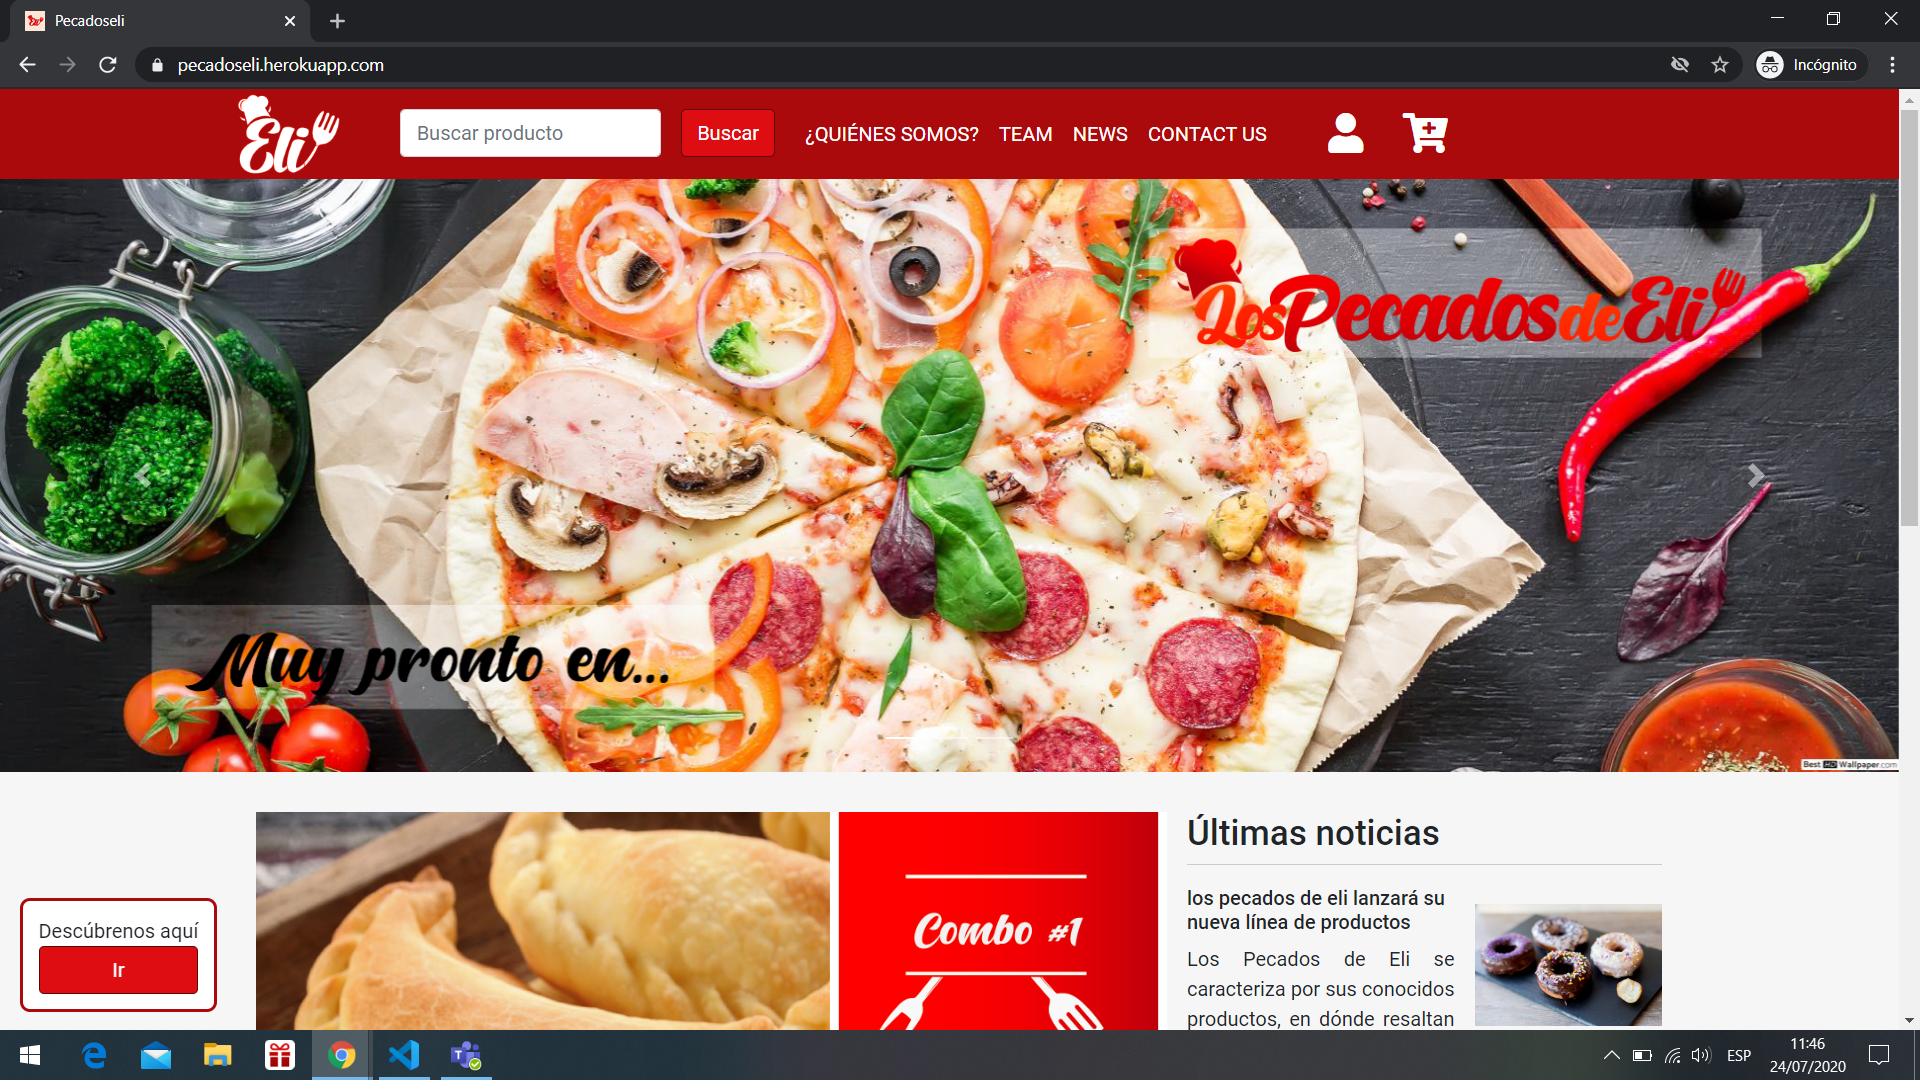 Pecadoseli
pecadoseli.herokuapp.com
Incógnito
Eli
Buscar producto
Buscar
¿QUIÉNES SOMOS?
TEAM
NEWS
CONTACT US
Los Pecados de Eli
Muy pronto en...
Best HD Wallpaper.com
Descúbrenos aquí
Ir
Combo #1
Últimas noticias
los pecados de eli lanzará su
nueva línea de productos
Los Pecados de Eli se
caracteriza por sus conocidos
productos, en dónde resaltan
ESP
11:46
24/07/2020